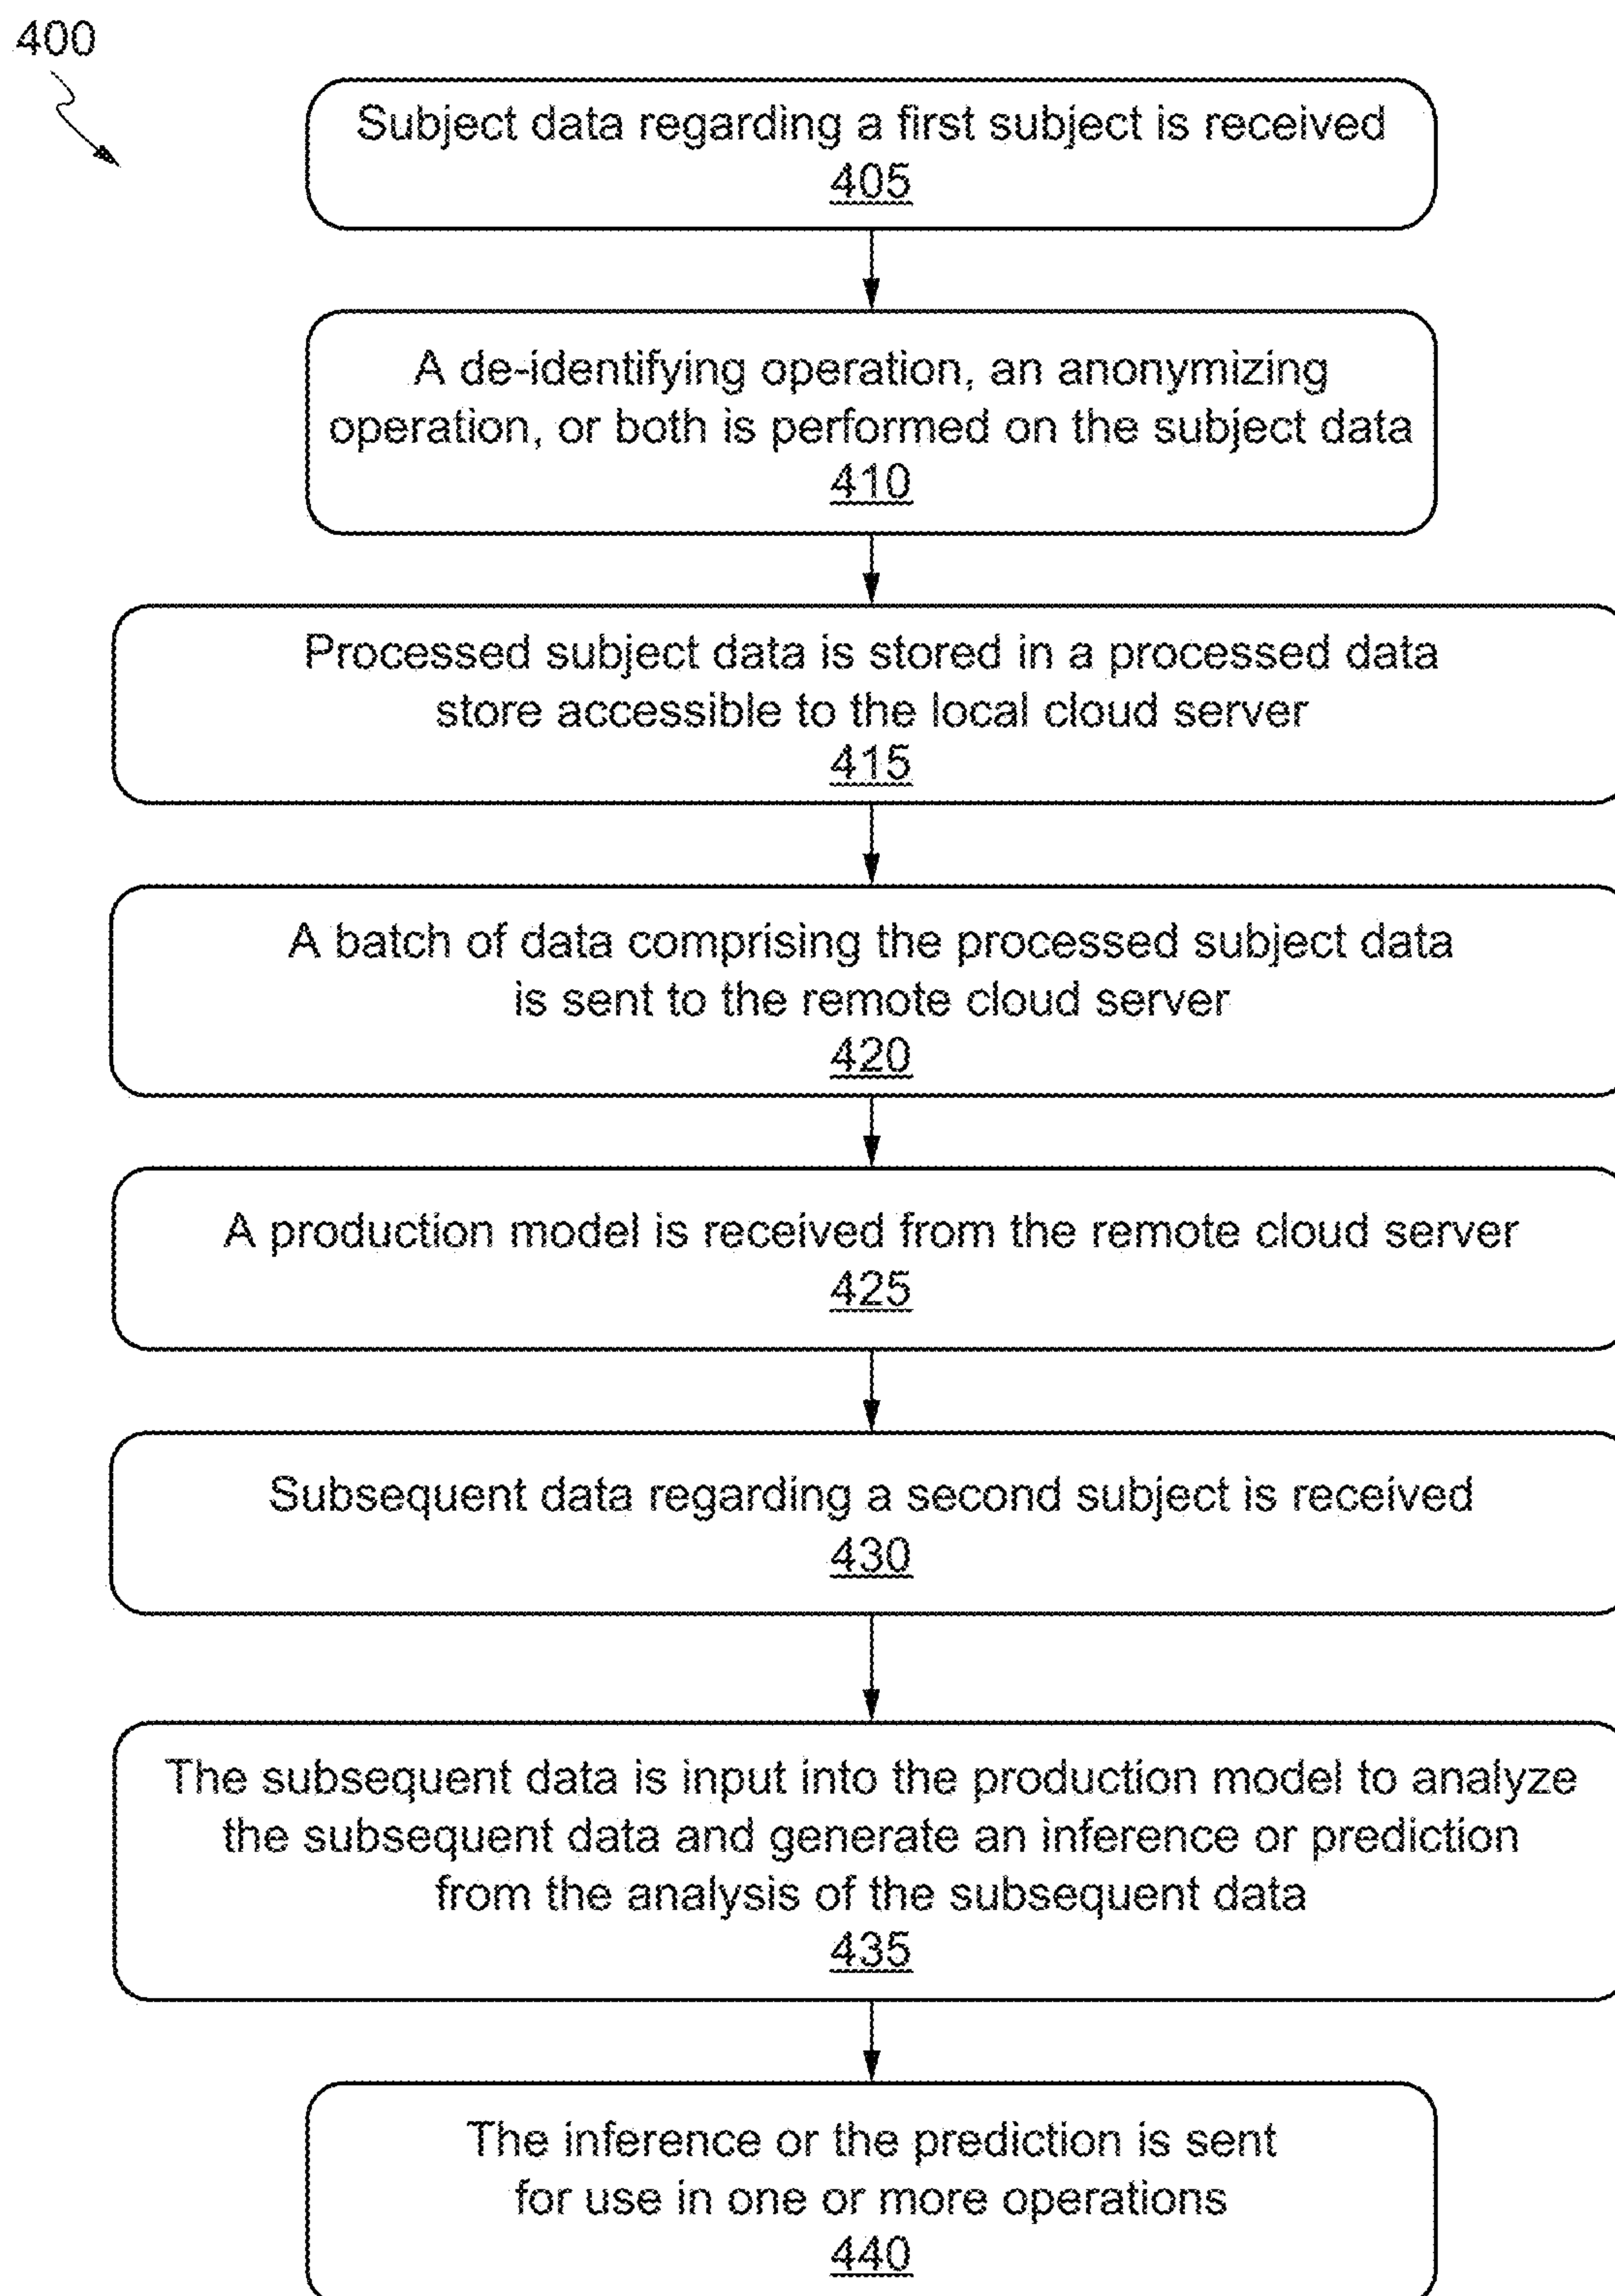 400
Subject data regarding a first subject is received
405
A de-identifying operation, an anonymizing
operation, or both is performed on the subject data
410
Processed subject data is stored in a processed data
store accessible to the local cloud server
415
A batch of data comprising the processed subject data
is sent to the remote cloud server
420
A production model is received from the remote cloud server
425
Subsequent data regarding a second subject is received
430
The subsequent data is input into the production model to analyze
the subsequent data and generate an inference or prediction
from the analysis of the subsequent data
435
The inference or the prediction is sent
for use in one or more operations
440